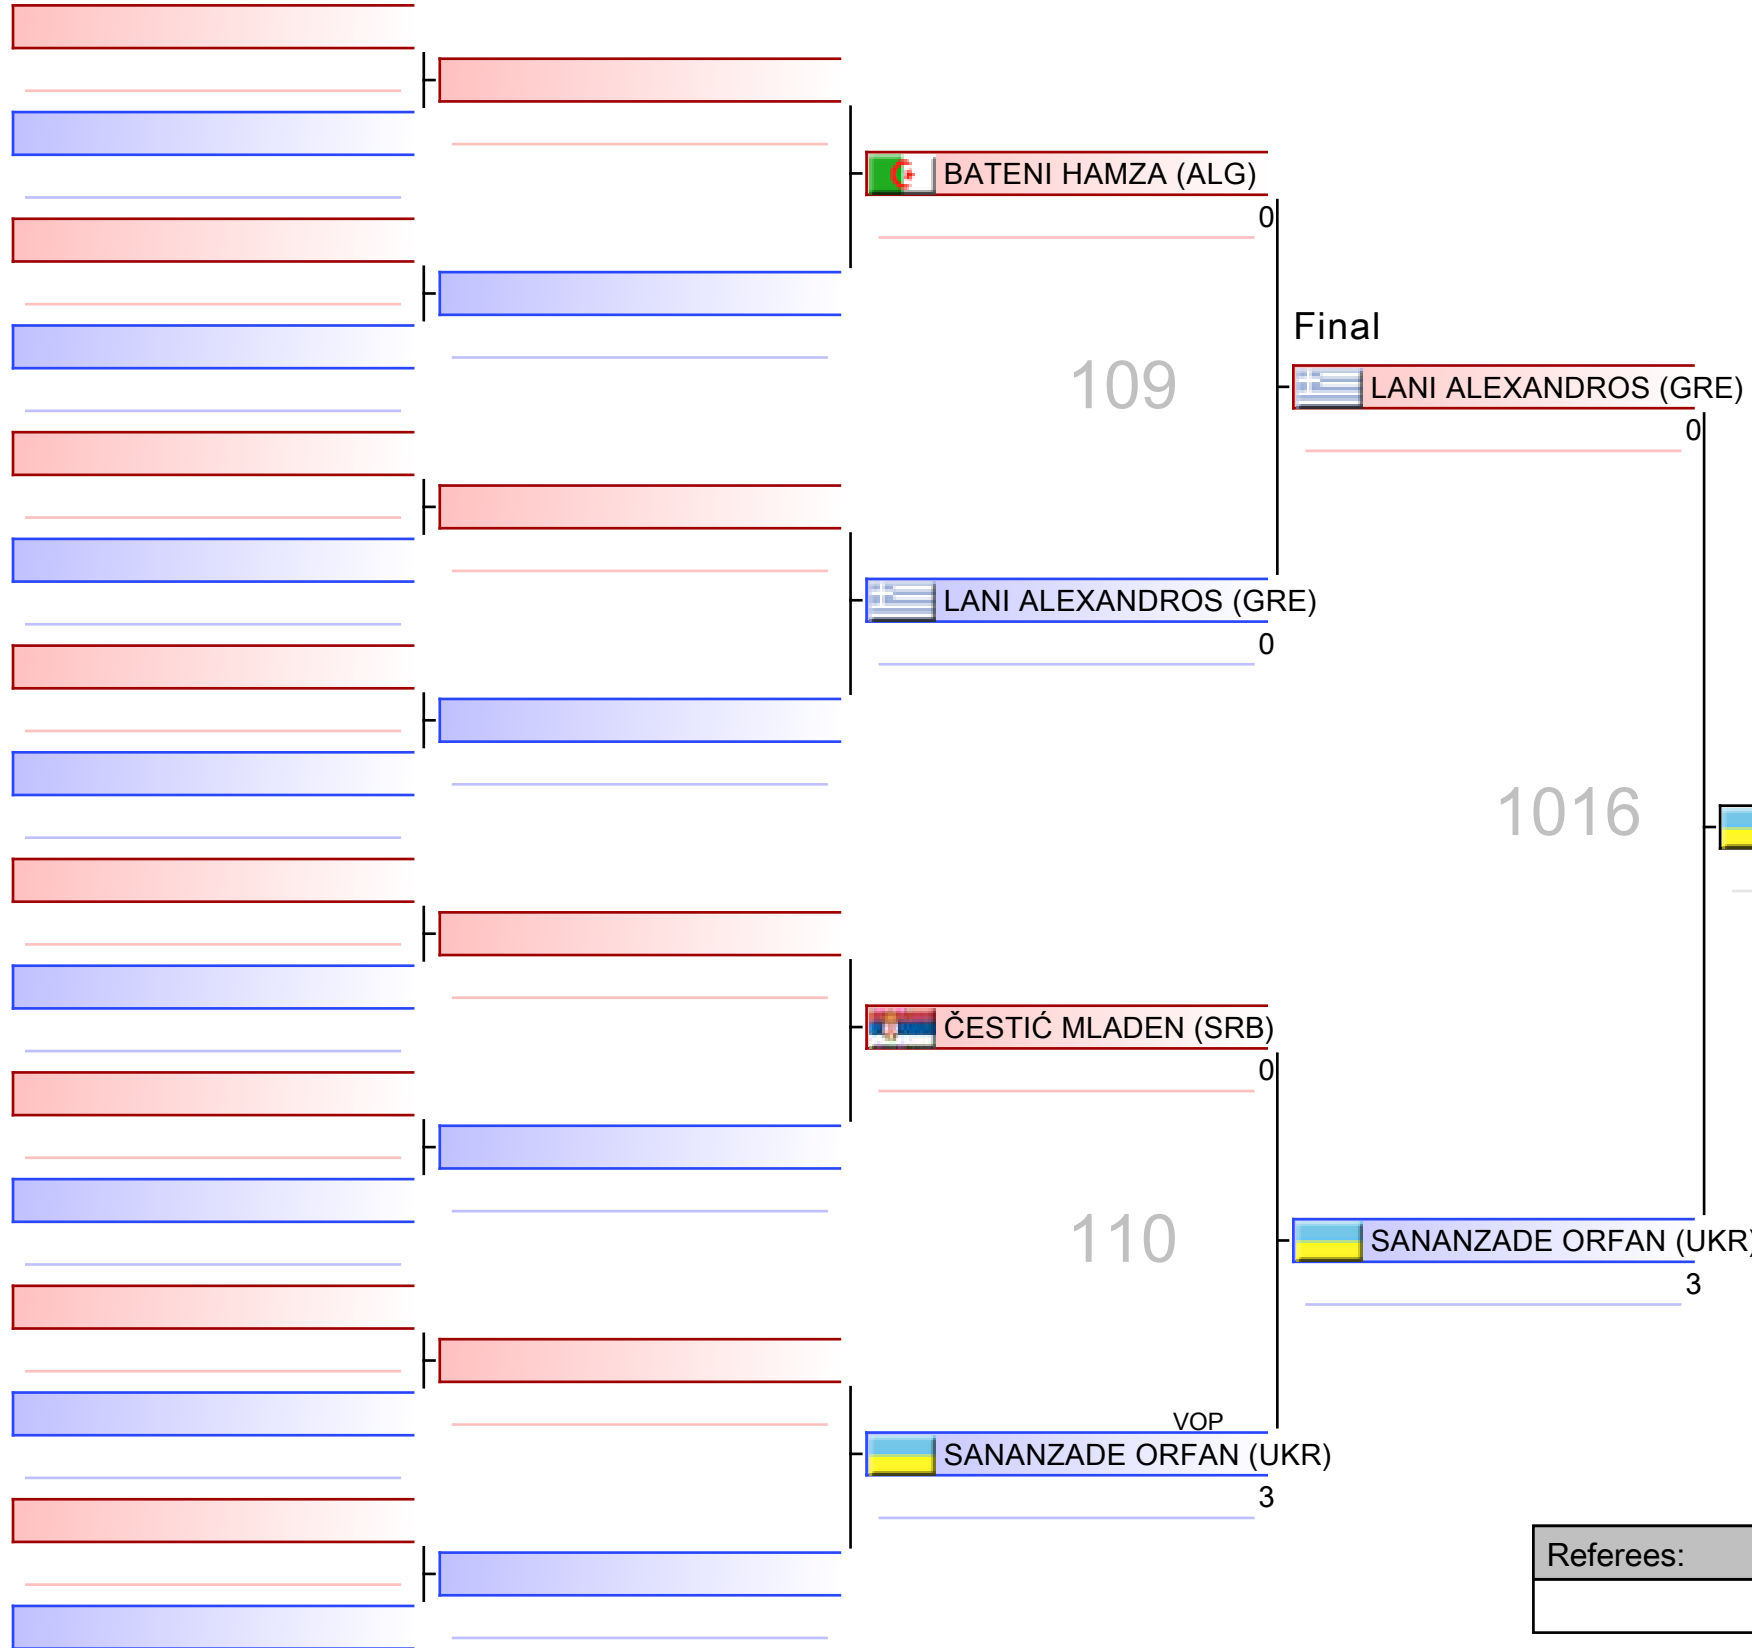 BATENI HAMZA (ALG)
0
Final
109
LANI ALEXANDROS (GRE)
0
LANI ALEXANDROS (GRE)
0
1016
ČESTIĆ MLADEN (SRB)
0
110
SANANZADE ORFAN (UKR)
3
VOP
SANANZADE ORFAN (UKR)
3
Referees: